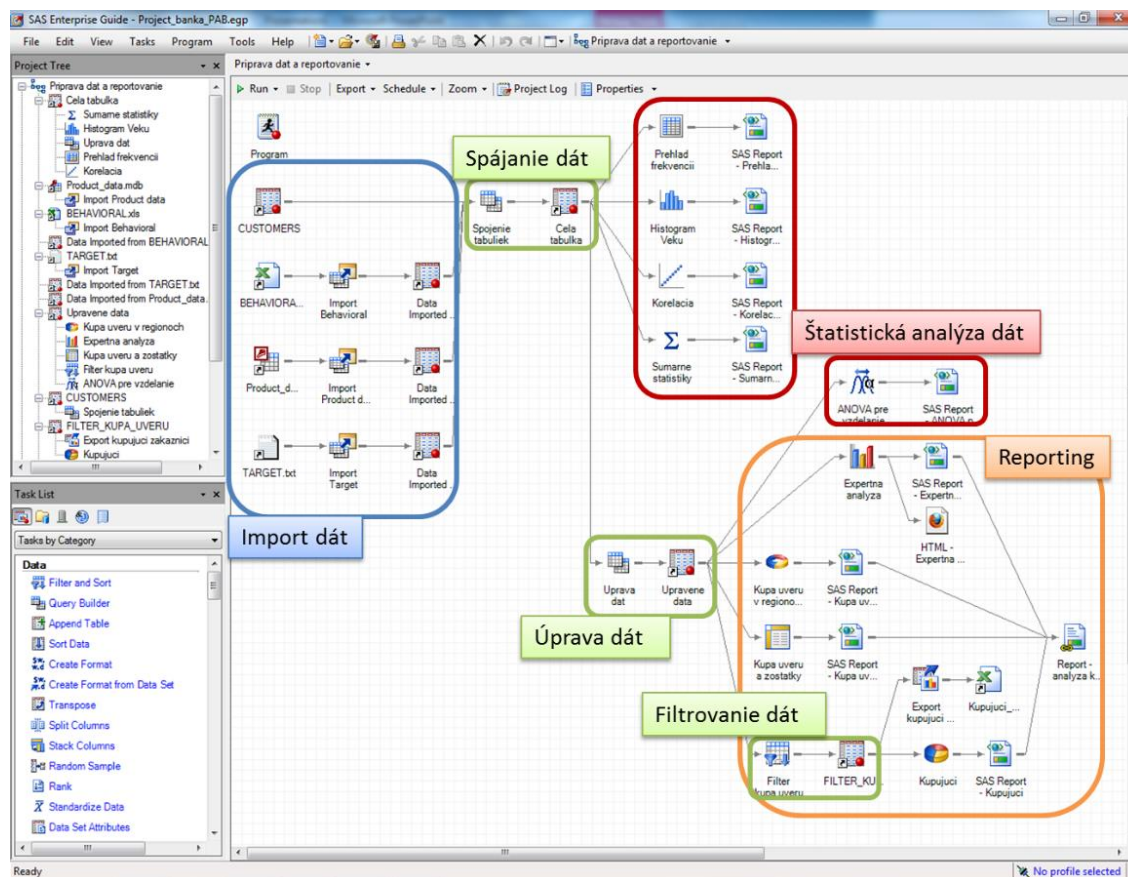 SAS Enterprise Guide - Project_banka_PAB.egp
File Edit View Tasks Program Tools Help Priprava dat a reportovanie
Project Tree
Priprava dat a reportovanie
Cela tabulka
Sumarne statistiky
Histogram Veku
Uprava dat
Prehlad frekvencii
Korelacia
Product_data.mdb
Import Product data
BEHAVIORAL.xls
Import Behavioral
Data Imported from BEHAVIORAL
TARGET.txt
Import Target
Data Imported from TARGET.txt
Data Imported from Product_data.
Upravene data
Kupa uveru v regionoch
Expertna analyza
Kupa uveru a zostatky
Filter kupa uveru
ANOVA pre vzdelanie
CUSTOMERS
Spojenie tabuliek
FILTER_KUPA_UVERU
Export kupujuci zakaznici
Kupujuci
Task List
Tasks by Category
Data
Filter and Sort
Query Builder
Append Table
Sort Data
Create Format
Create Format from Data Set
Transpose
Split Columns
Stack Columns
Random Sample
Rank
Standardize Data
Data Set Attributes
Ready
Priprava dat a reportovanie
Run Stop Export Schedule Zoom Project Log Properties
Program
CUSTOMERS
BEHAVIORA...
Import
Behavioral
Data
Imported ...
Product_d...
Import
Product d...
Data
Imported ...
TARGET.txt
Import
Target
Data
Imported ...
Import dát
Spájanie dát
Spojenie
tabuliek
Cela
tabulka
Prehlad
frekvencii
SAS Report
- Prehla...
Histogram
Veku
SAS Report
- Histogr...
Korelacia
SAS Report
- Korelac...
Sumarne
statistiky
SAS Report
- Sumarn...
Štatistická analýza dát
ANOVA pre
vzdelanie
SAS Report
- ANOVA p
Reporting
Expertna
analyza
SAS Report
- Expertn...
HTML -
Expertna ...
Uprava
dat
Upravene
data
Úprava dát
Kupa uveru
v regiono...
SAS Report
- Kupa uv...
Kupa uveru
a zostatky
SAS Report
- Kupa uv...
Report -
analyza k...
Export
kupujuci ...
Kupujuci_...
Filtrovanie dát
Filter
kupa uveru
FILTER_KU...
Kupujuci
SAS Report
- Kupujuci
No profile selected